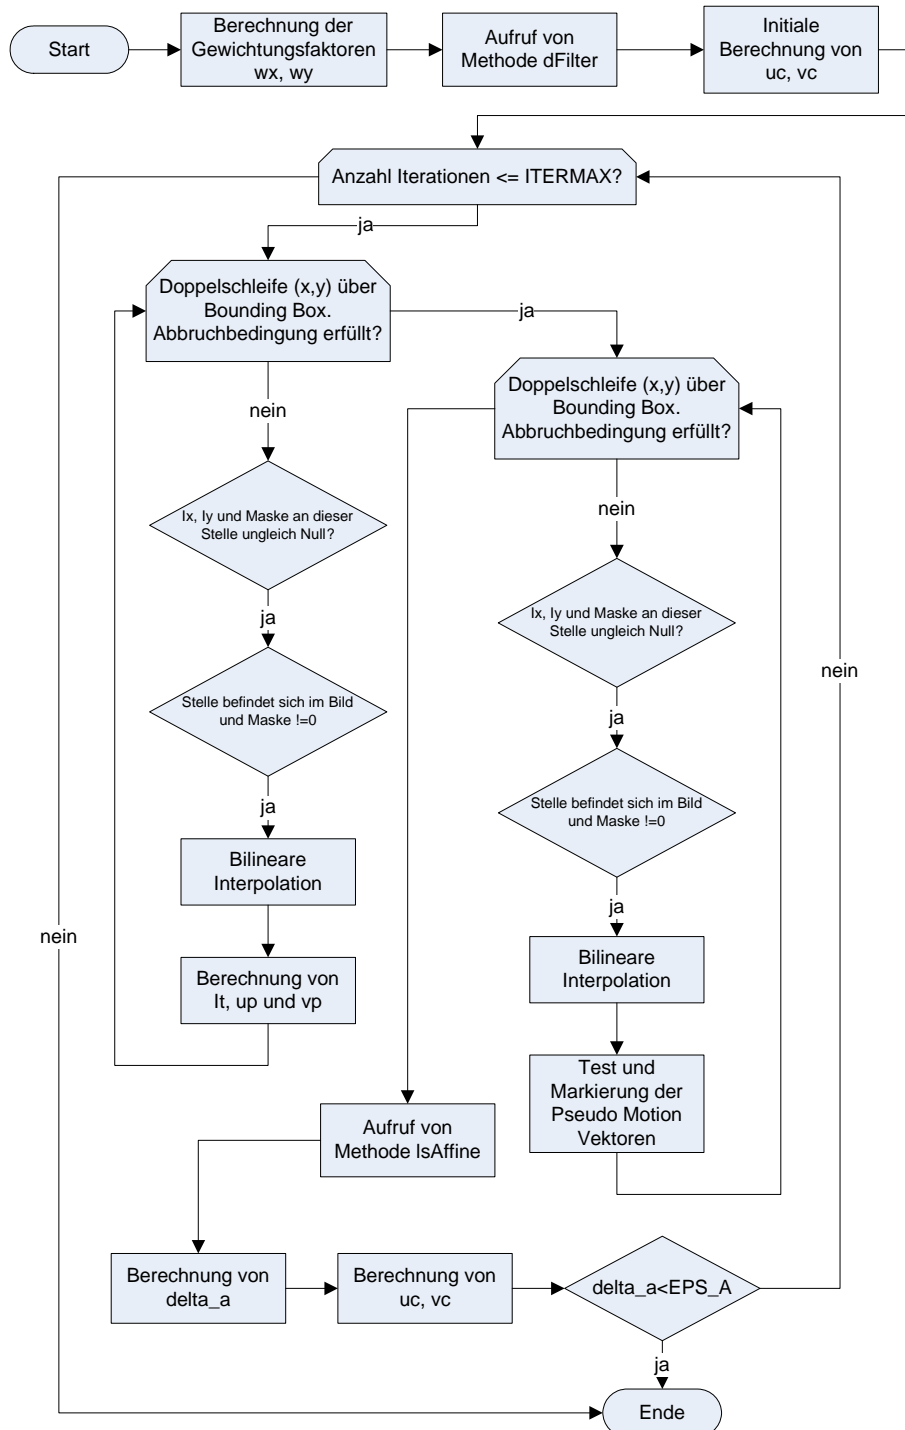 Start
Berechnung der
Gewichtungsfaktoren
wx, wy
Aufruf von
Methode dFilter
Initiale
Berechnung von
uc, vc
Anzahl Iterationen <= ITERMAX?
ja
Doppelschleife (x,y) über
Bounding Box.
Abbruchbedingung erfüllt?
ja
Doppelschleife (x,y) über
Bounding Box.
Abbruchbedingung erfüllt?
nein
Ix, Iy und Maske an dieser
Stelle ungleich Null?
nein
ja
Ix, Iy und Maske an dieser
Stelle ungleich Null?
nein
Stelle befindet sich im Bild
und Maske !=0
ja
ja
Stelle befindet sich im Bild
und Maske !=0
Bilineare
Interpolation
ja
nein
Bilineare
Interpolation
Berechnung von
It, up und vp
Test und
Markierung der
Pseudo Motion
Vektoren
Aufruf von
Methode lsAffine
Berechnung von
delta_a
Berechnung von
uc, vc
delta_a<EPS_A
ja
Ende